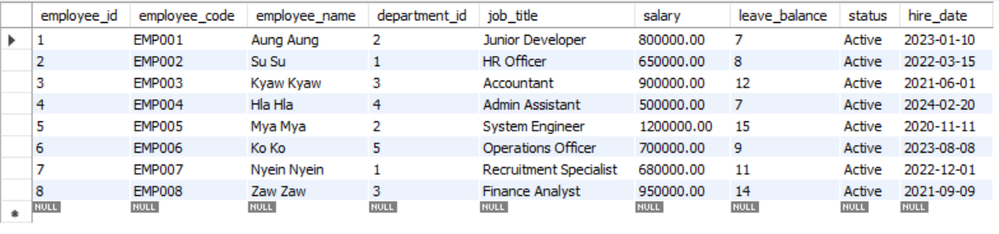 employee_id employee_code employee_name department_id job_title salary leave_balance status hire_date
1 EMP001 Aung Aung 2 Junior Developer 800000.00 7 Active 2023-01-10
2 EMP002 Su Su 1 HR Officer 650000.00 8 Active 2022-03-15
3 EMP003 Kyaw Kyaw 3 Accountant 900000.00 12 Active 2021-06-01
4 EMP004 Hla Hla 4 Admin Assistant 500000.00 7 Active 2024-02-20
5 EMP005 Mya Mya 2 System Engineer 1200000.00 15 Active 2020-11-11
6 EMP006 Ko Ko 5 Operations Officer 700000.00 9 Active 2023-08-08
7 EMP007 Nyein Nyein 1 Recruitment Specialist 680000.00 11 Active 2022-12-01
8 EMP008 Zaw Zaw 3 Finance Analyst 950000.00 14 Active 2021-09-09
NULL NULL NULL NULL NULL NULL NULL NULL NULL